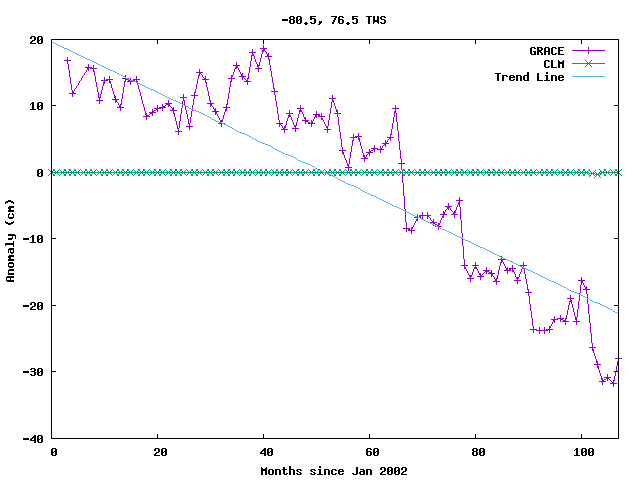 -80.5, 76.5 TWS
GRACE
CLM
Trend Line
20
10
0
-10
-20
-30
-40
Anomaly (cm)
0 20 40 60 80 100
Months since Jan 2002